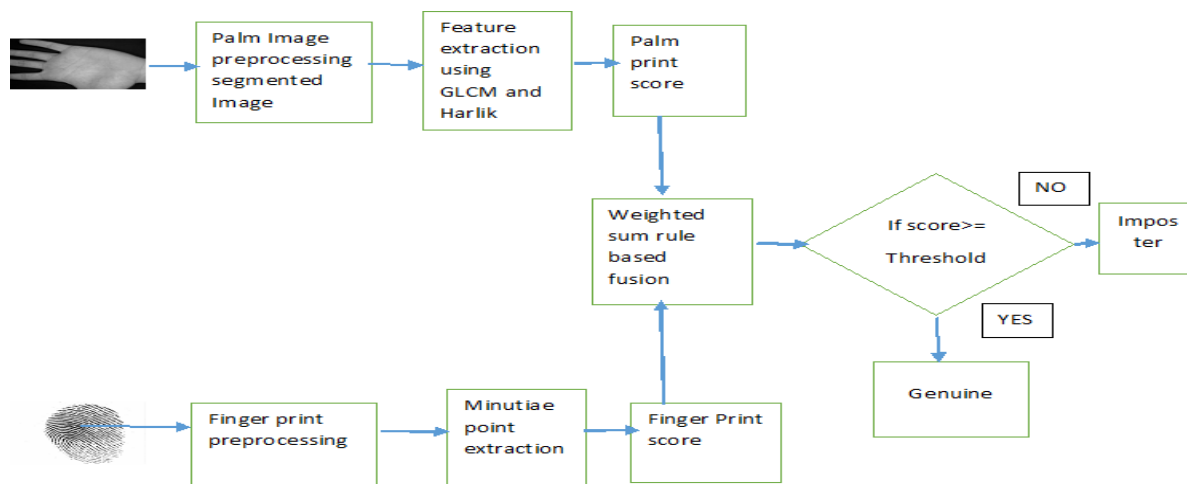 Palm Image
preprocessing
segmented
Image
Feature
extraction
using
GLCM and
Harlik
Palm
print
score
Weighted
sum rule
based
fusion
If score>=
Threshold
NO
Impos
ter
YES
Genuine
Finger print
preprocessing
Minutiae
point
extraction
Finger Print
score